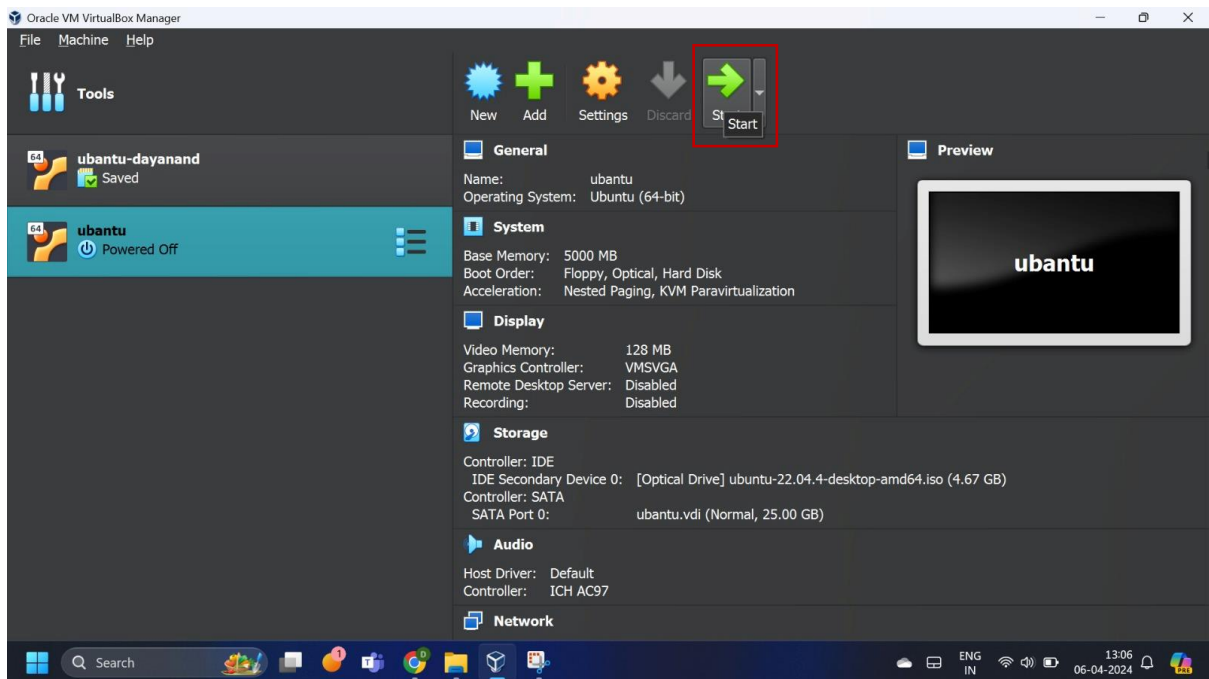 Oracle VM VirtualBox Manager
File Machine Help
Tools
New Add Settings Discard
Start
64
ubantu-dayanand
Saved
64
ubantu
Powered Off
General
Name: ubantu
Operating System: Ubuntu (64-bit)
System
Base Memory: 5000 MB
Boot Order: Floppy, Optical, Hard Disk
Acceleration: Nested Paging, KVM Paravirtualization
Display
Video Memory: 128 MB
Graphics Controller: VMSVGA
Remote Desktop Server: Disabled
Recording: Disabled
Storage
Controller: IDE
IDE Secondary Device 0: [Optical Drive] ubuntu-22.04.4-desktop-amd64.iso (4.67 GB)
Controller: SATA
SATA Port 0: ubantu.vdi (Normal, 25.00 GB)
Audio
Host Driver: Default
Controller: ICH AC97
Network
Preview
ubantu
Search
1
ENG
IN
13:06
06-04-2024
PRE